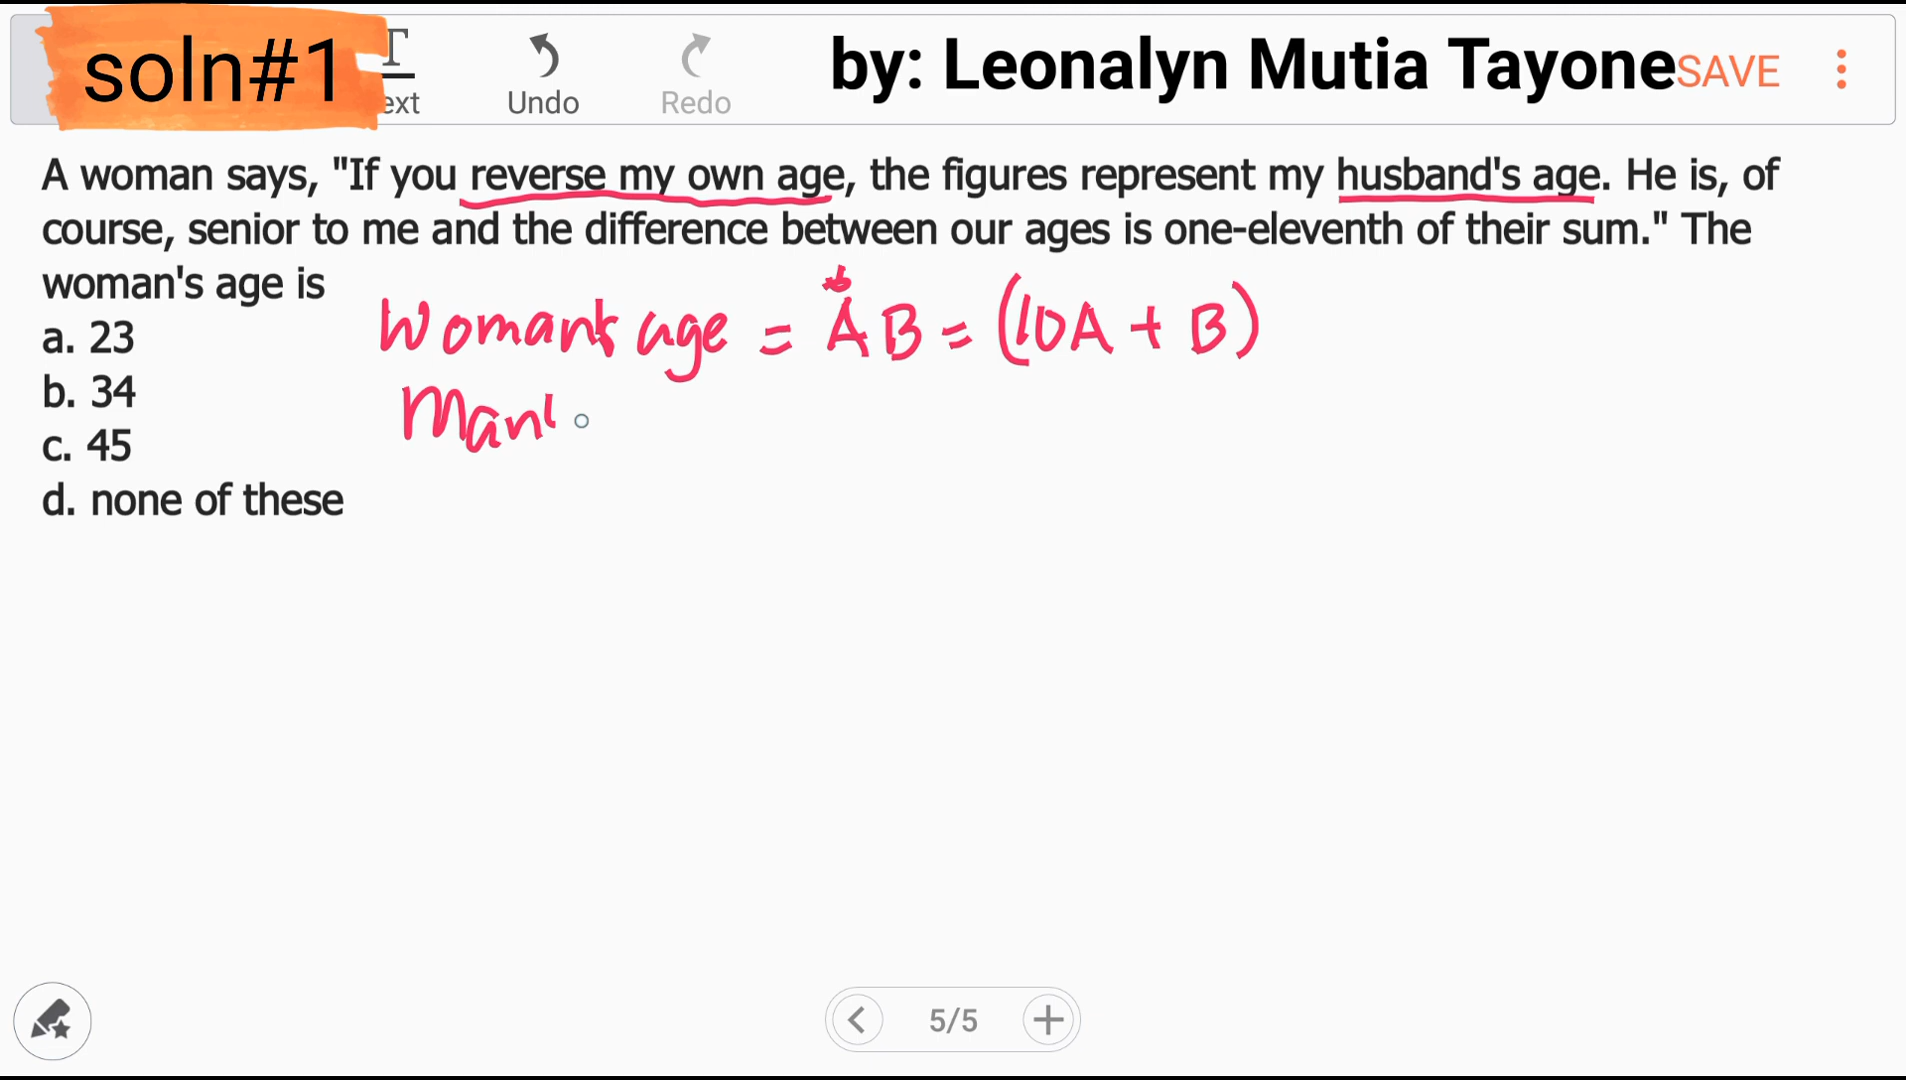 soln#1
ext
Undo
Redo
by: Leonalyn Mutia Tayone
SAVE
A woman says, "If you reverse my own age, the figures represent my husband's age. He is, of
course, senior to me and the difference between our ages is one-eleventh of their sum." The
woman's age is
a. 23
b. 34
c. 45
d. none of these
Woman's age = AB = (10A + B)
Man'
5/5